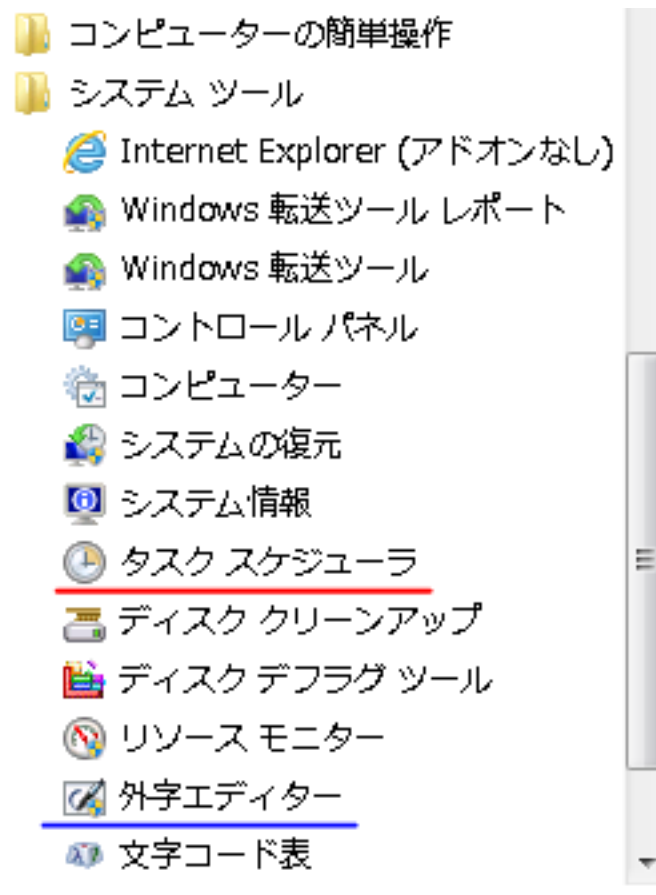 コンピューターの簡単操作
システム ツール
Internet Explorer (アドオンなし)
Windows 転送ツール レポート
Windows 転送ツール
コントロール パネル
コンピューター
システムの復元
システム情報
タスク スケジューラ
ディスク クリーンアップ
ディスク デフラグ ツール
リソース モニター
外字エディター
文字コード表